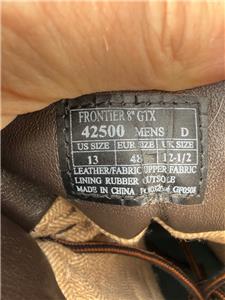 FRONTIER 8" GTX
42500 MENS D
US SIZE EUR SIZE UK SIZE
13 48 12-1/2
LEATHER/FABRIC UPPER FABRIC
LINING RUBBER OUTSOLE
MADE IN CHINA GF0508